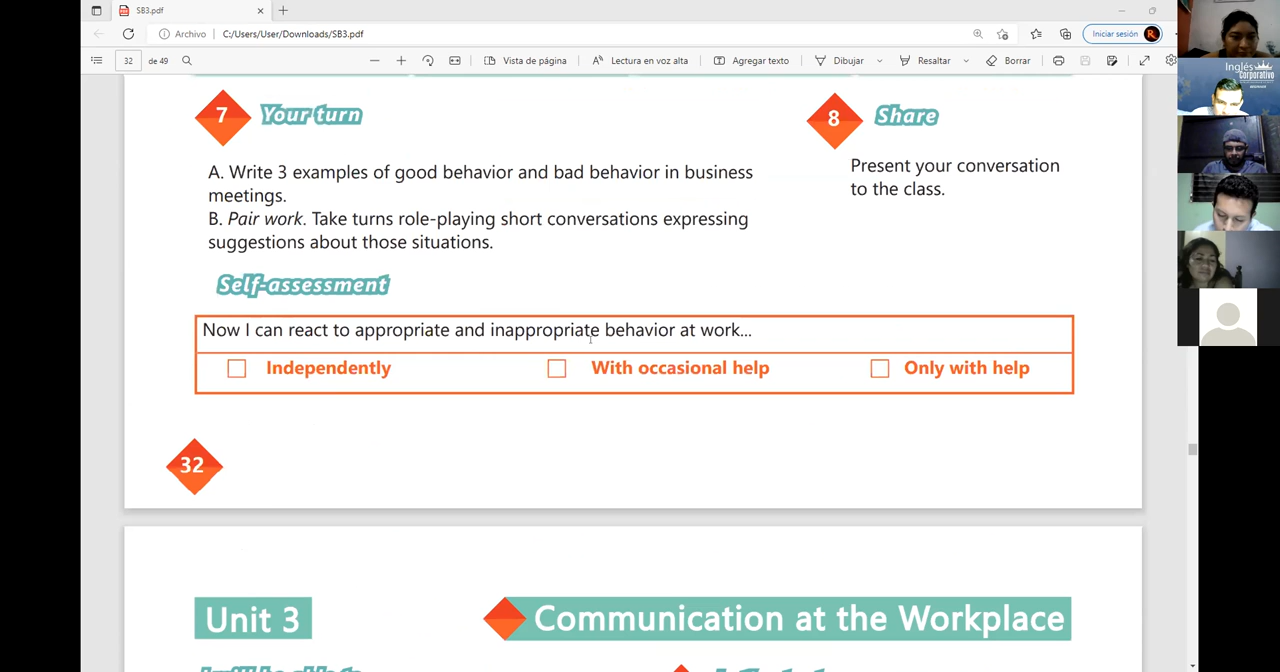 SB3.pdf
Archivo
C:/Users/User/Downloads/SB3.pdf
Iniciar sesión
R
32
de 49
Vista de página
Lectura en voz alta
Agregar texto
Dibujar
Resaltar
Borrar
7
Your turn
A. Write 3 examples of good behavior and bad behavior in business
meetings.
B. Pair work. Take turns role-playing short conversations expressing
suggestions about those situations.
8
Share
Present your conversation
to the class.
Self-assessment
Now I can react to appropriate and inappropriate behavior at work...
Independently
With occasional help
Only with help
32
Unit 3
Communication at the Workplace
Inglés
Corporativo